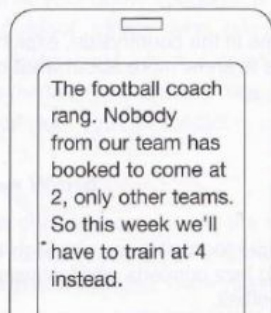 The football coach
rang. Nobody
from our team has
booked to come at
2, only other teams.
So this week we'll
have to train at 4
instead.